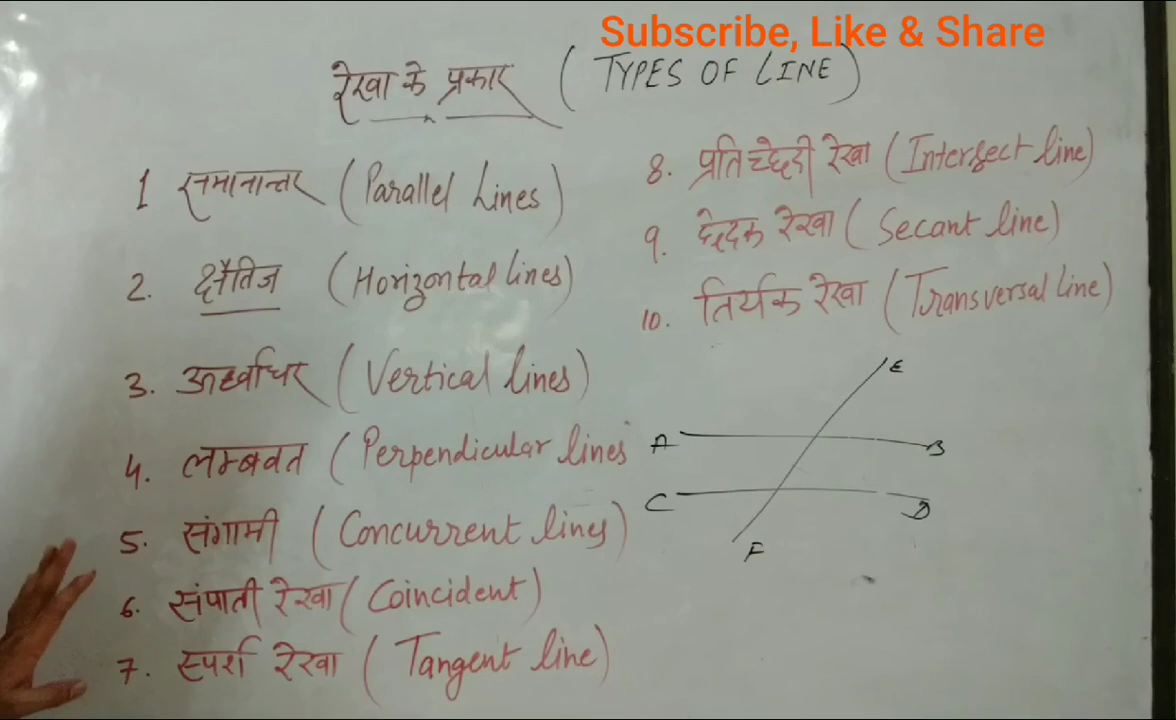 Subscribe, Like & Share
रेखा के प्रकार ( TYPES OF LINE )
1 समानान्तर ( Parallel Lines )
2. क्षैतिज ( Horizontal lines )
3. ऊर्ध्वाधर ( Vertical lines )
4. लम्बवत ( Perpendicular lines
5. संगामी ( Concurrent lines )
6. संपाती रेखा ( Coincident )
7. स्पर्श रेखा ( Tangent line )
8. प्रतिच्छेदी रेखा ( Intersect line )
9. छेदक रेखा ( Secant line )
10. तिर्यक रेखा ( Transversal line )
E
A B
C D
F